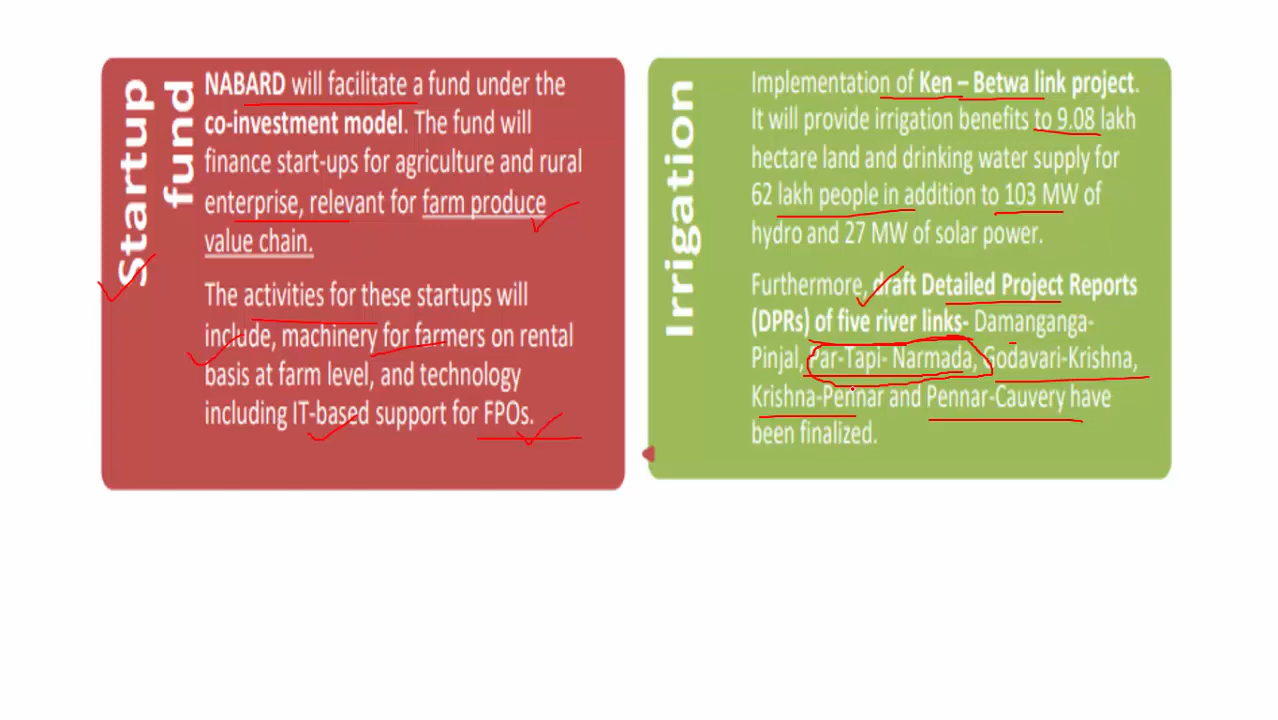 Startup
fund
NABARD will facilitate a fund under the
co-investment model. The fund will
finance start-ups for agriculture and rural
enterprise, relevant for farm produce
value chain.
The activities for these startups will
include, machinery for farmers on rental
basis at farm level, and technology
including IT-based support for FPOs.
Irrigation
Implementation of Ken – Betwa link project.
It will provide irrigation benefits to 9.08 lakh
hectare land and drinking water supply for
62 lakh people in addition to 103 MW of
hydro and 27 MW of solar power.
Furthermore, draft Detailed Project Reports
(DPRs) of five river links- Damanganga-
Pinjal, Par-Tapi- Narmada, Godavari-Krishna,
Krishna-Pennar and Pennar-Cauvery have
been finalized.